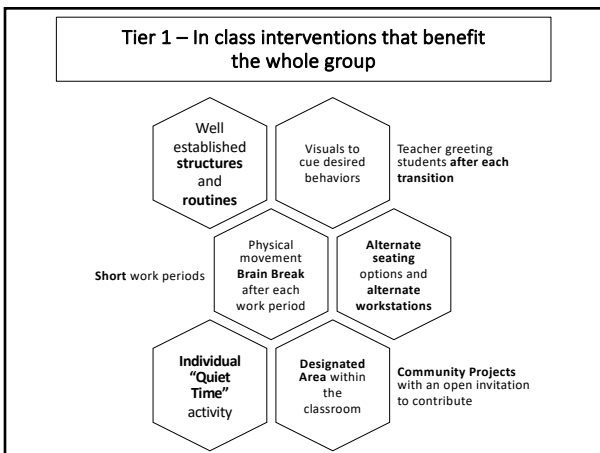 Tier 1 – In class interventions that benefit
the whole group
Well
established
structures
and
routines
Visuals to
cue desired
behaviors
Teacher greeting
students after each
transition
Short work periods
Physical
movement
Brain Break
after each
work period
Alternate
seating
options and
alternate
workstations
Individual
“Quiet
Time”
activity
Designated
Area within
the
classroom
Community Projects
with an open invitation
to contribute